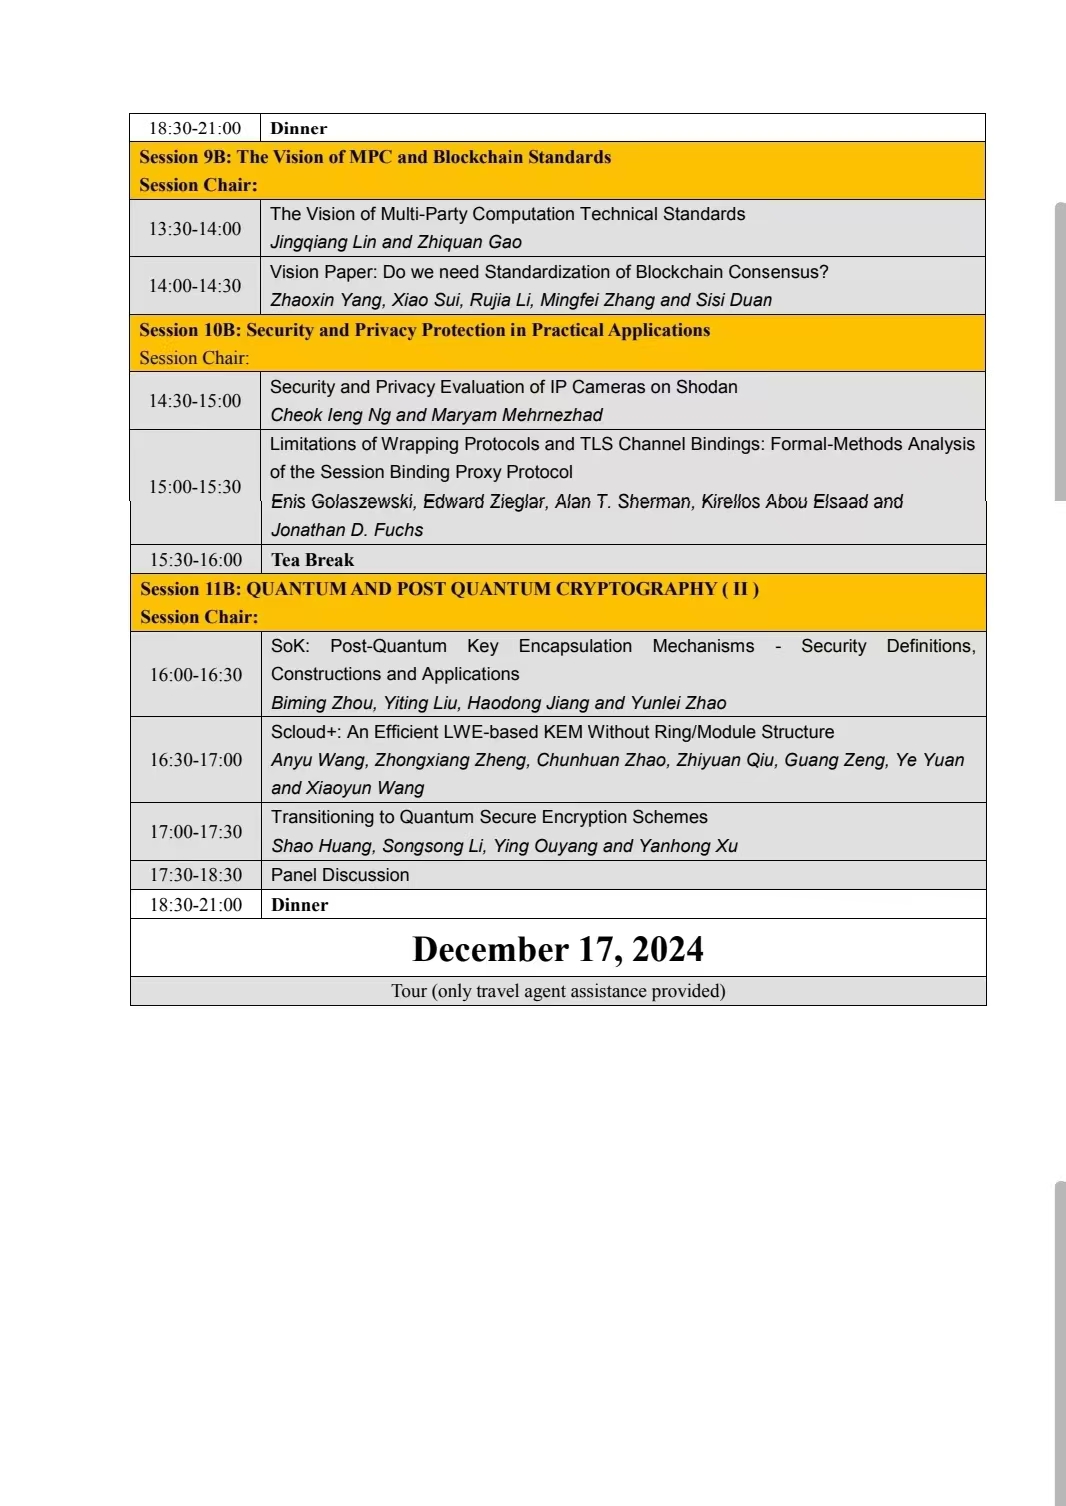 18:30-21:00 Dinner
Session 9B: The Vision of MPC and Blockchain Standards
Session Chair:
13:30-14:00
The Vision of Multi-Party Computation Technical Standards
Jingqiang Lin and Zhiquan Gao
14:00-14:30
Vision Paper: Do we need Standardization of Blockchain Consensus?
Zhaoxin Yang, Xiao Sui, Rujia Li, Mingfei Zhang and Sisi Duan
Session 10B: Security and Privacy Protection in Practical Applications
Session Chair:
14:30-15:00
Security and Privacy Evaluation of IP Cameras on Shodan
Cheok Ieng Ng and Maryam Mehrnezhad
15:00-15:30
Limitations of Wrapping Protocols and TLS Channel Bindings: Formal-Methods Analysis
of the Session Binding Proxy Protocol
Enis Golaszewski, Edward Zieglar, Alan T. Sherman, Kirellos Abou Elsaad and
Jonathan D. Fuchs
15:30-16:00 Tea Break
Session 11B: QUANTUM AND POST QUANTUM CRYPTOGRAPHY ( II )
Session Chair:
16:00-16:30
SoK: Post-Quantum Key Encapsulation Mechanisms - Security Definitions,
Constructions and Applications
Biming Zhou, Yiting Liu, Haodong Jiang and Yunlei Zhao
16:30-17:00
Scloud+: An Efficient LWE-based KEM Without Ring/Module Structure
Anyu Wang, Zhongxiang Zheng, Chunhuan Zhao, Zhiyuan Qiu, Guang Zeng, Ye Yuan
and Xiaoyun Wang
17:00-17:30
Transitioning to Quantum Secure Encryption Schemes
Shao Huang, Songsong Li, Ying Ouyang and Yanhong Xu
17:30-18:30 Panel Discussion
18:30-21:00 Dinner
December 17, 2024
Tour (only travel agent assistance provided)